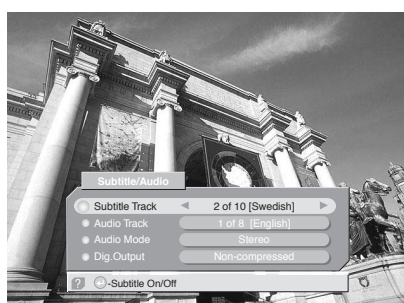 Subtitle/Audio
Subtitle Track 2 of 10 [Swedish]
Audio Track 1 of 8 [English]
Audio Mode Stereo
Dig.Output Non-compressed
? -Subtitle On/Off